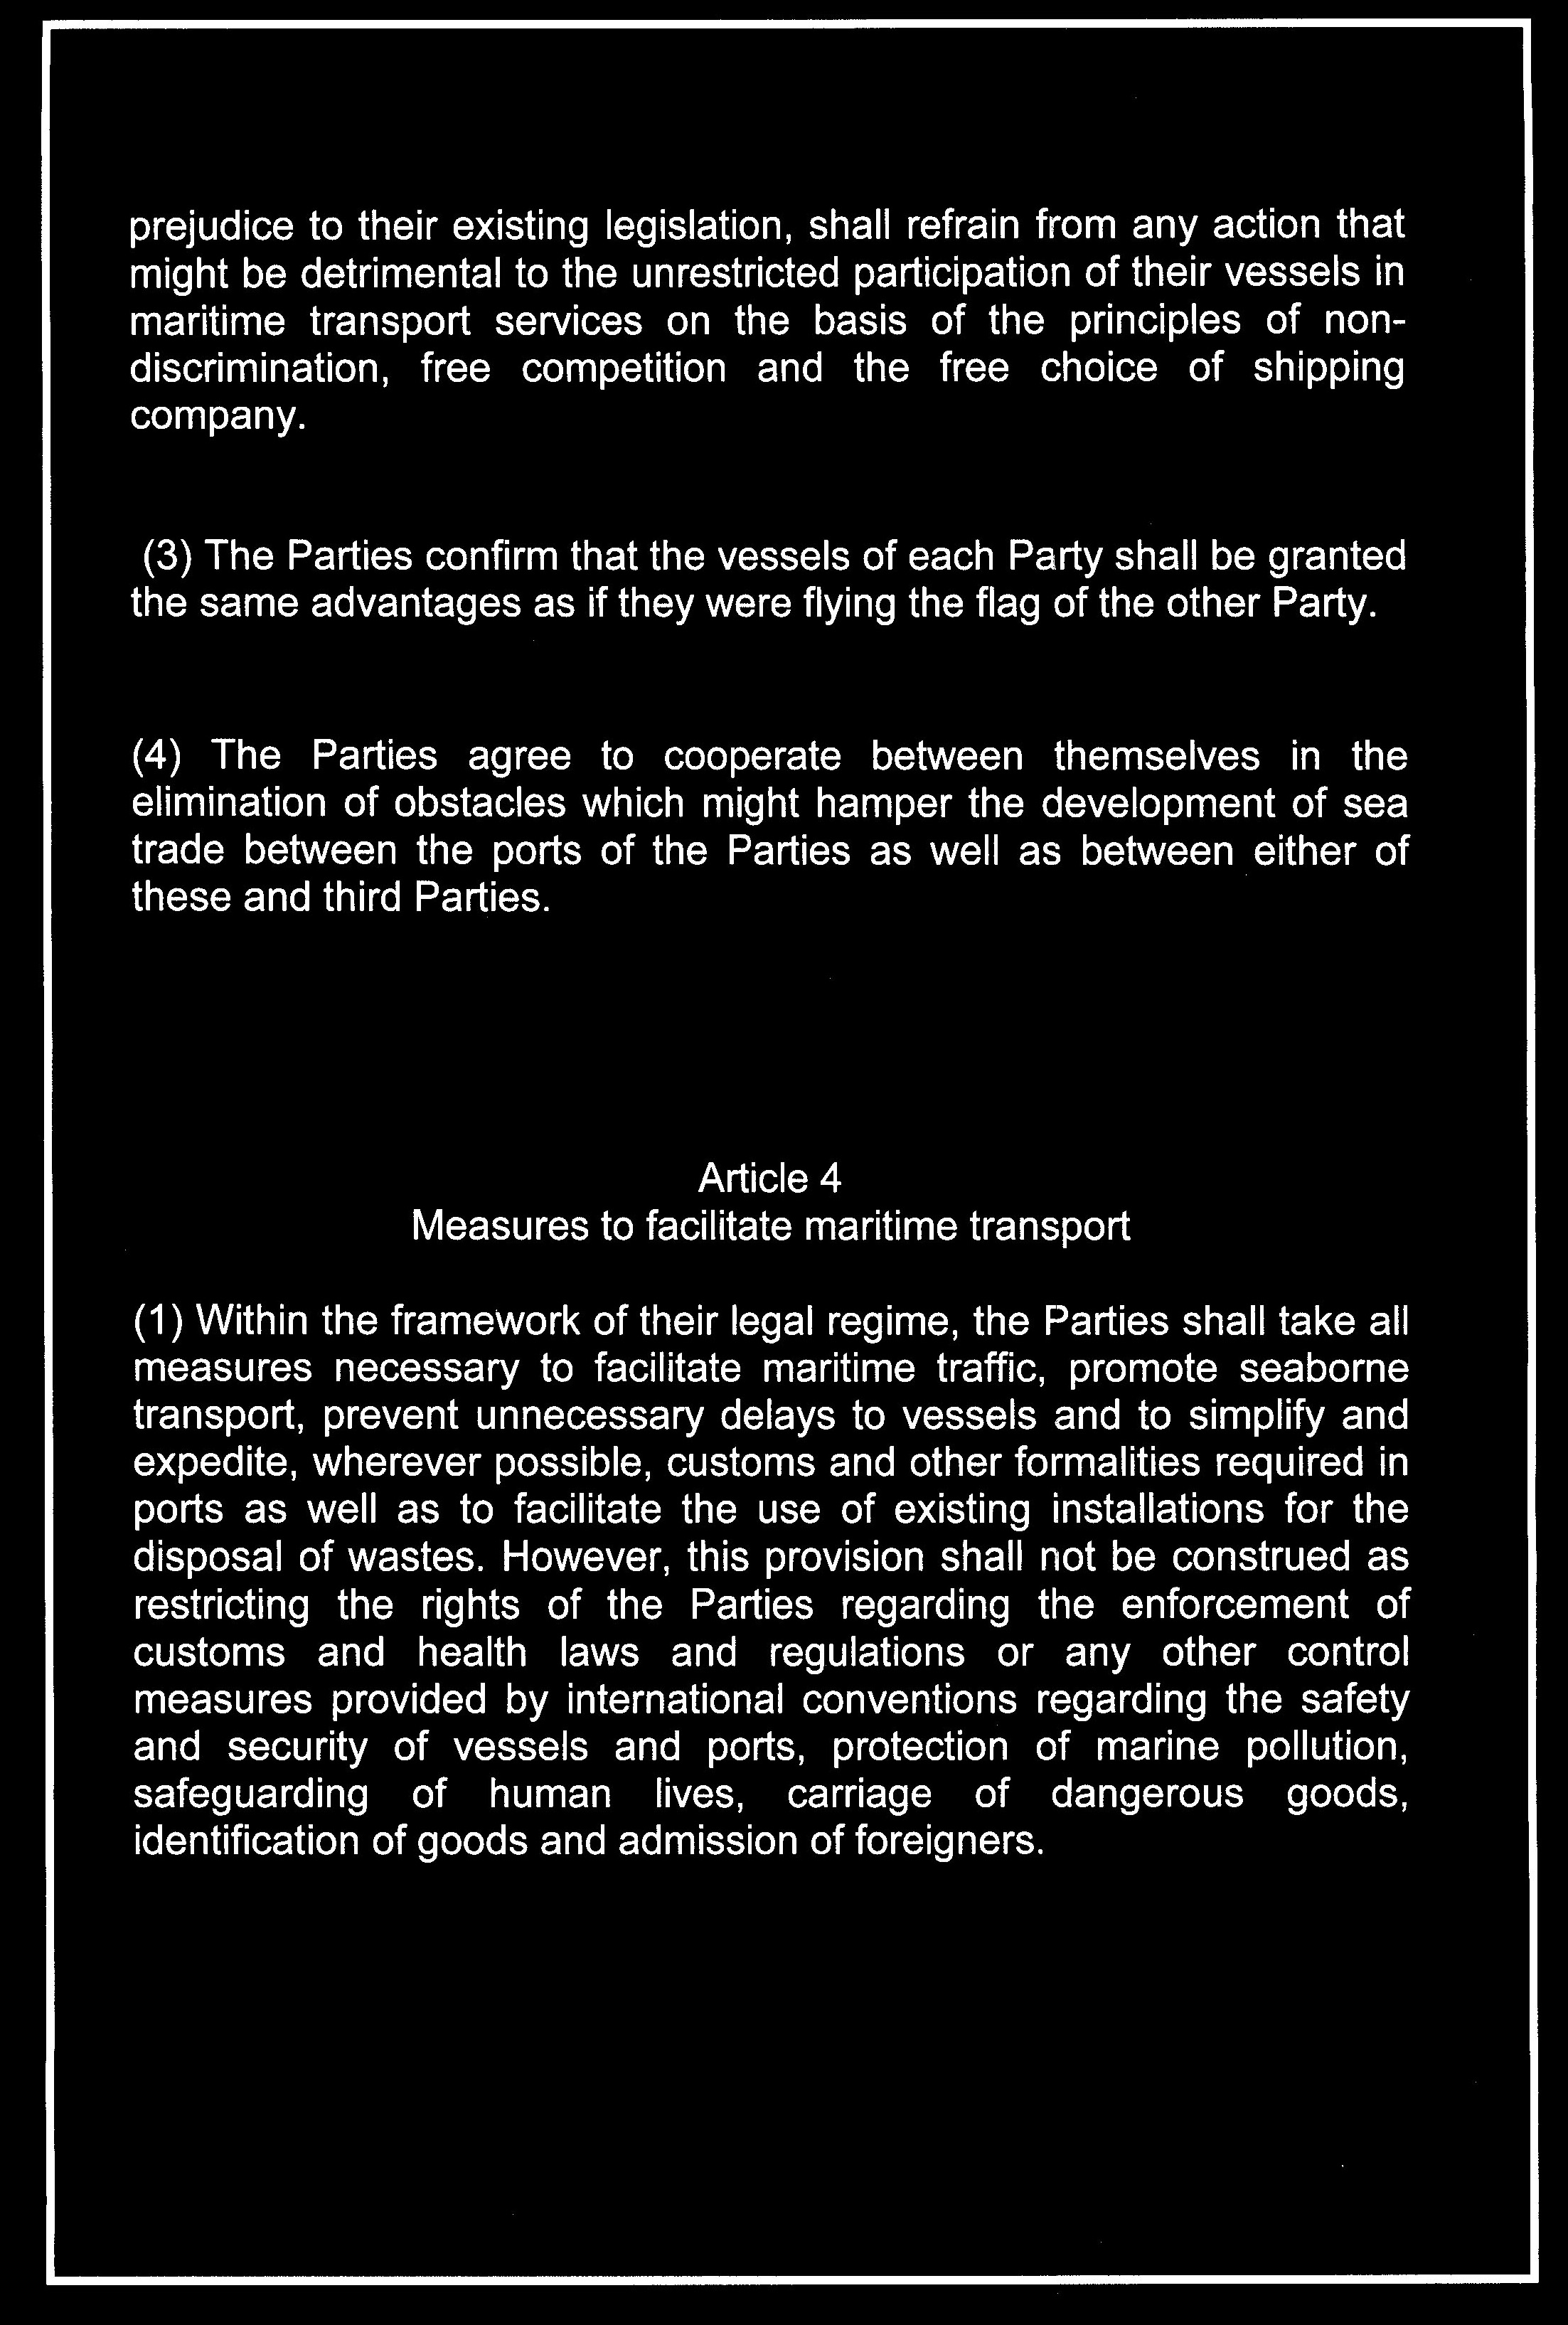 prejudice to their existing legislation, shall refrain from any action that
might be detrimental to the unrestricted participation of their vessels in
maritime transport services on the basis of the principles of non-
discrimination, free competition and the free choice of shipping
company.
(3) The Parties confirm that the vessels of each Party shall be granted
the same advantages as if they were flying the flag of the other Party.
(4) The Parties agree to cooperate between themselves in the
elimination of obstacles which might hamper the development of sea
trade between the ports of the Parties as well as between either of
these and third Parties.
Article 4
Measures to facilitate maritime transport
(1) Within the framework of their legal regime, the Parties shall take all
measures necessary to facilitate maritime traffic, promote seaborne
transport, prevent unnecessary delays to vessels and to simplify and
expedite, wherever possible, customs and other formalities required in
ports as well as to facilitate the use of existing installations for the
disposal of wastes. However, this provision shall not be construed as
restricting the rights of the Parties regarding the enforcement of
customs and health laws and regulations or any other control
measures provided by international conventions regarding the safety
and security of vessels and ports, protection of marine pollution,
safeguarding of human lives, carriage of dangerous goods,
identification of goods and admission of foreigners.